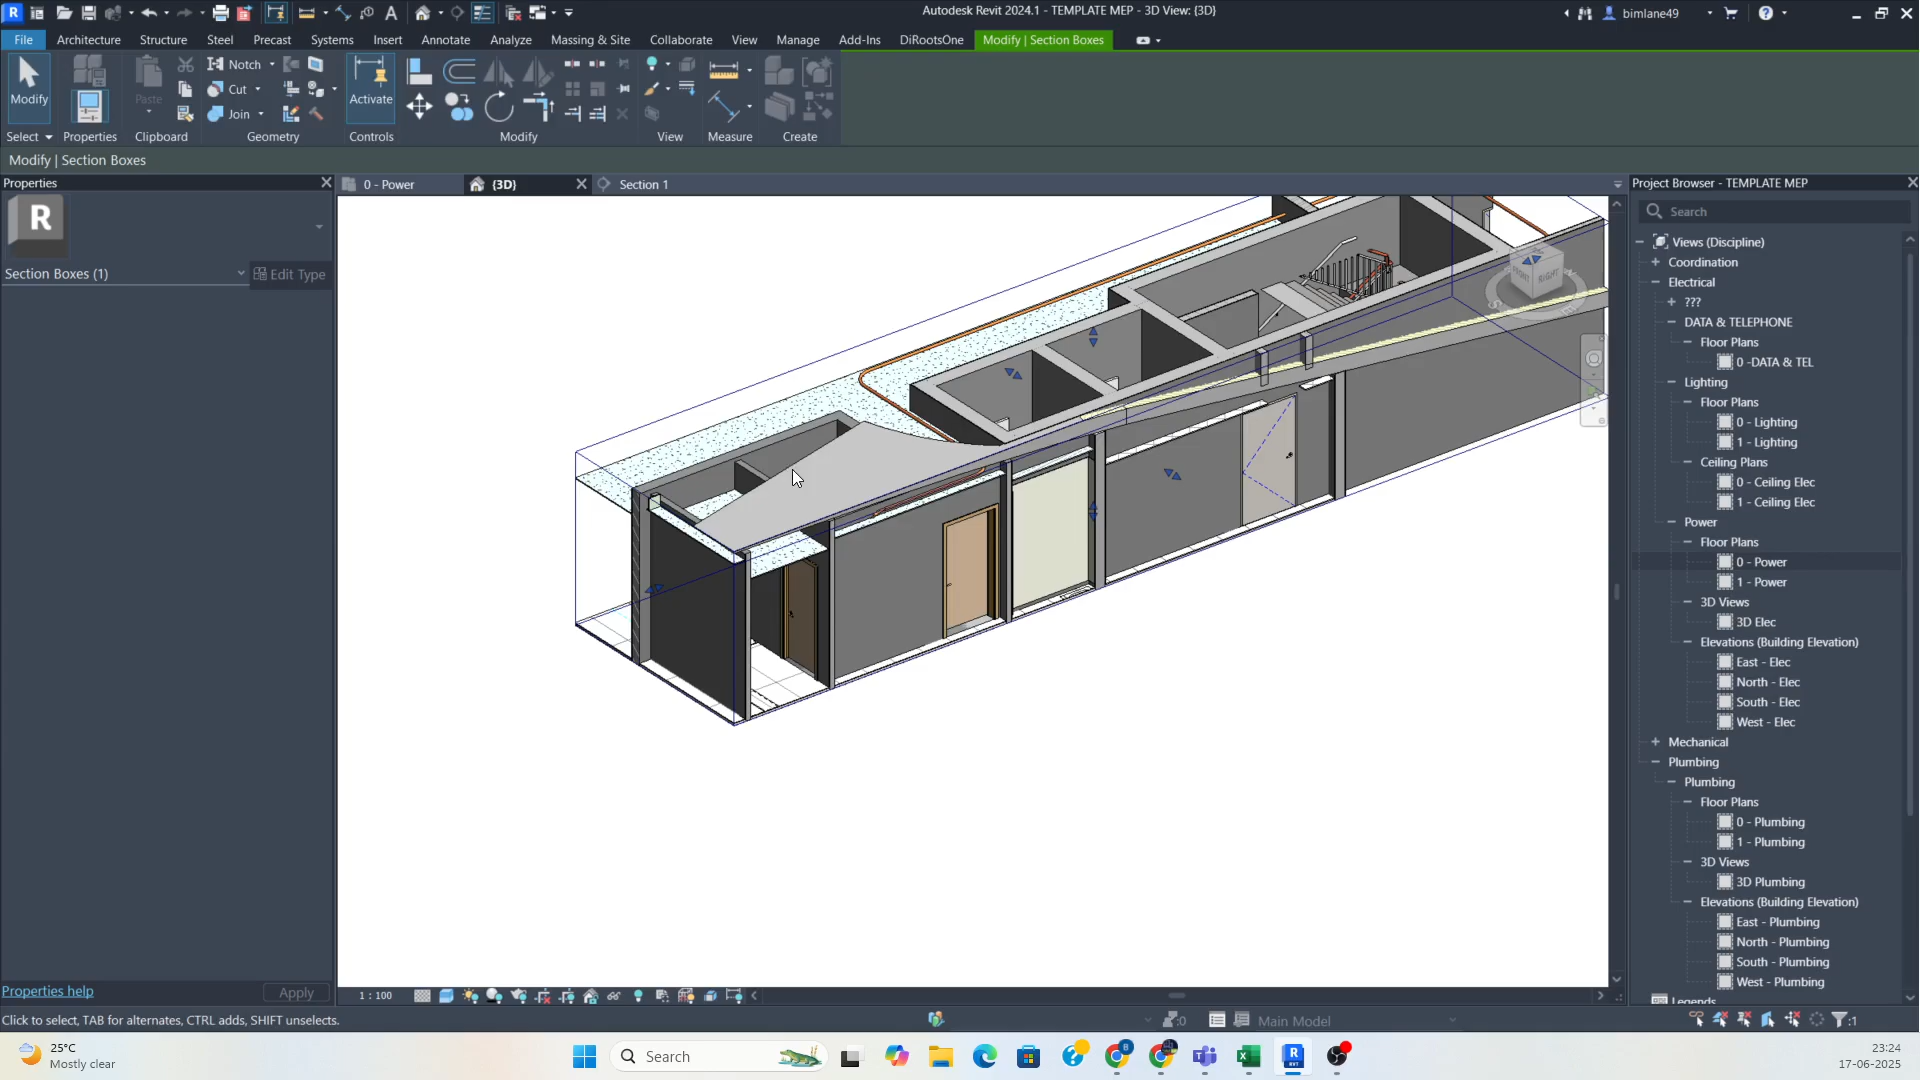 Autodesk Revit 2024.1 - TEMPLATE MEP - 3D View: {3D}
bimlane49
File
Architecture
Structure
Steel
Precast
Systems
Insert
Annotate
Analyze
Massing & Site
Collaborate
View
Manage
Add-Ins
DiRootsOne
Modify | Section Boxes
Modify
Paste
Notch
Cut
Join
Activate
Select
Properties
Clipboard
Geometry
Controls
Modify
View
Measure
Create
Modify | Section Boxes
Properties
R
Section Boxes (1)
Edit Type
0 - Power
{3D}
Section 1
FRONT
RIGHT
Project Browser - TEMPLATE MEP
Search
Views (Discipline)
Coordination
Electrical
???
DATA & TELEPHONE
Floor Plans
0 -DATA & TEL
Lighting
Floor Plans
0 - Lighting
1 - Lighting
Ceiling Plans
0 - Ceiling Elec
1 - Ceiling Elec
Power
Floor Plans
0 - Power
1 - Power
3D Views
3D Elec
Elevations (Building Elevation)
East - Elec
North - Elec
South - Elec
West - Elec
Mechanical
Plumbing
Plumbing
Floor Plans
0 - Plumbing
1 - Plumbing
3D Views
3D Plumbing
Elevations (Building Elevation)
East - Plumbing
North - Plumbing
South - Plumbing
West - Plumbing
Legends
Properties help
Apply
1 : 100
Click to select, TAB for alternates, CTRL adds, SHIFT unselects.
:0
Main Model
:1
25°C
Mostly clear
Search
23:24
17-06-2025